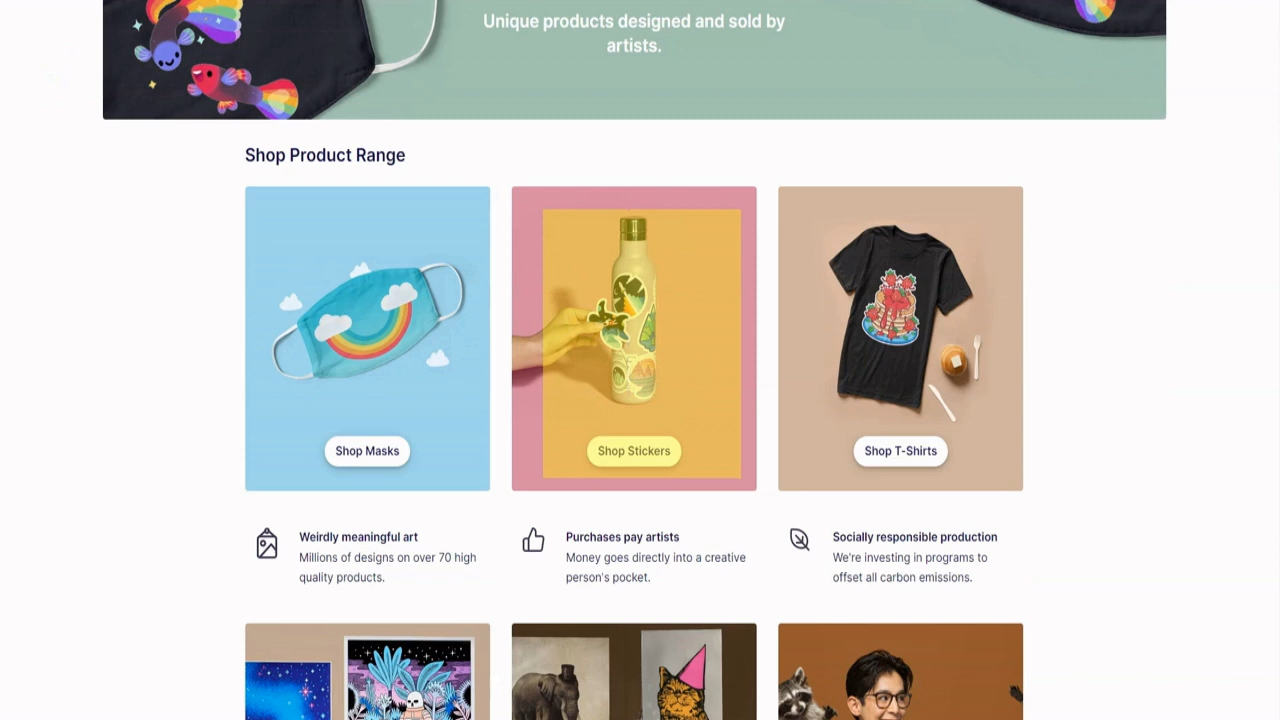 Unique products designed and sold by
artists.
Shop Product Range
Shop Masks
Shop Stickers
Shop T-Shirts
Weirdly meaningful art
Millions of designs on over 70 high
quality products.
Purchases pay artists
Money goes directly into a creative
person's pocket.
Socially responsible production
We're investing in programs to
offset all carbon emissions.